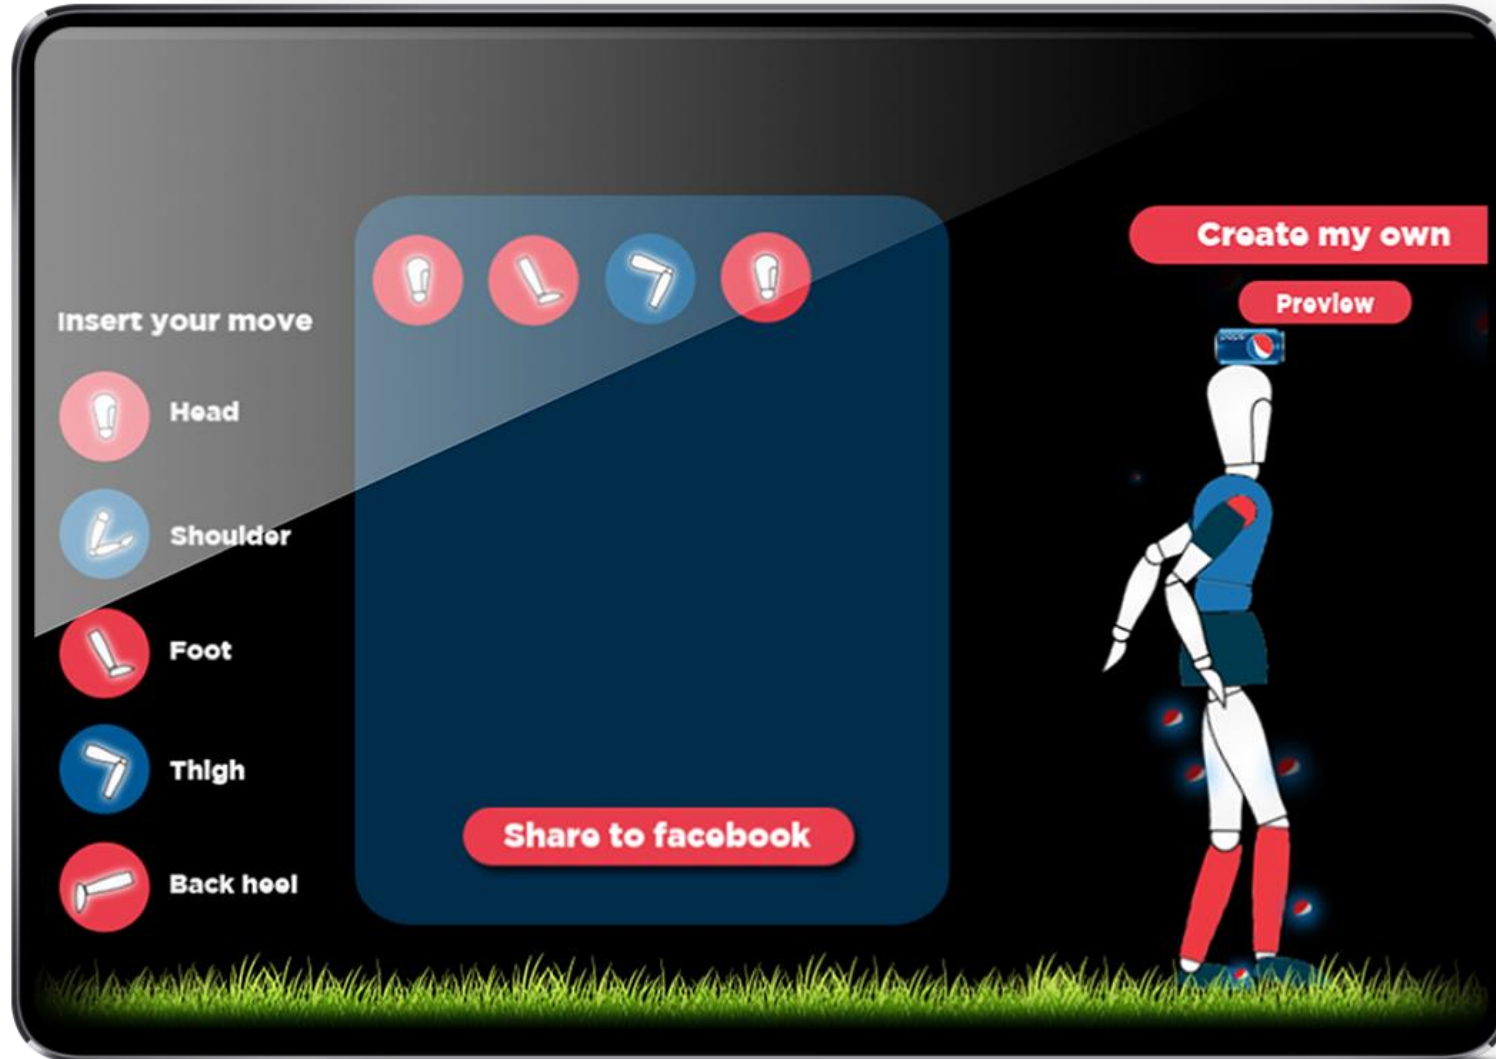 Create my own
Preview
Insert your move
Head
Shoulder
Foot
Thigh
Back heel
Share to facebook